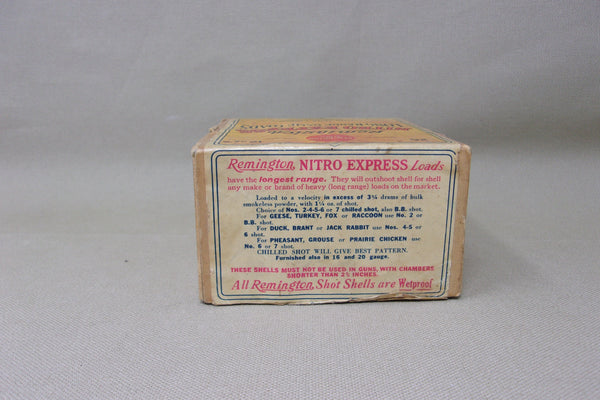 Remington, NITRO EXPRESS Loads
have the longest range. They will outshoot shell for shell
any make or brand of heavy (long range) loads on the market.
Loaded to a velocity in excess of 3¼ drams of bulk
smokeless powder, with 1¼ oz. of shot.
Choice of Nos. 2-4-5-6 or 7 chilled shot, also B.B. shot.
For GEESE, TURKEY, FOX or RACCOON use No. 2 or
B.B. shot.
For DUCK, BRANT or JACK RABBIT use Nos. 4-5 or
6 shot.
For PHEASANT, GROUSE or PRAIRIE CHICKEN use
No. 6 or 7 shot.
CHILLED SHOT WILL GIVE BEST PATTERN.
Furnished also in 16 and 20 gauge.
THESE SHELLS MUST NOT BE USED IN GUNS, WITH CHAMBERS
SHORTER THAN 2¾ INCHES.
All Remington, Shot Shells are Wetproof